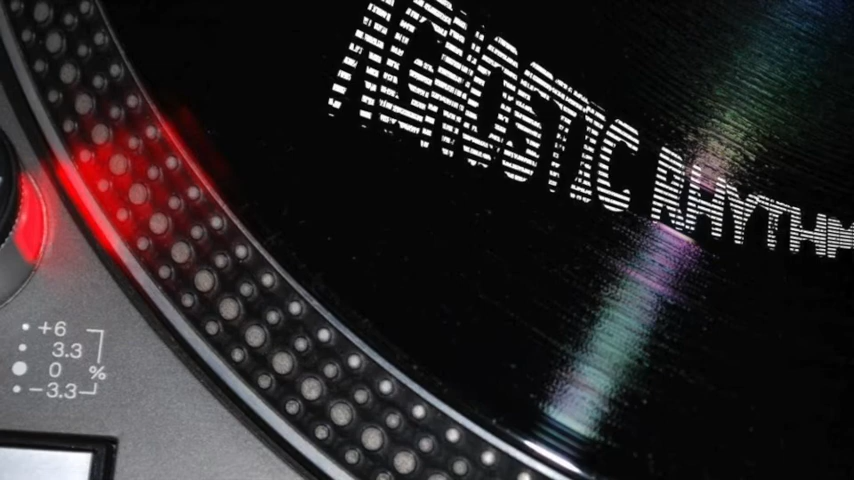 AGNOSTIC RHYTHM
+6
3.3
0 %
-3.3